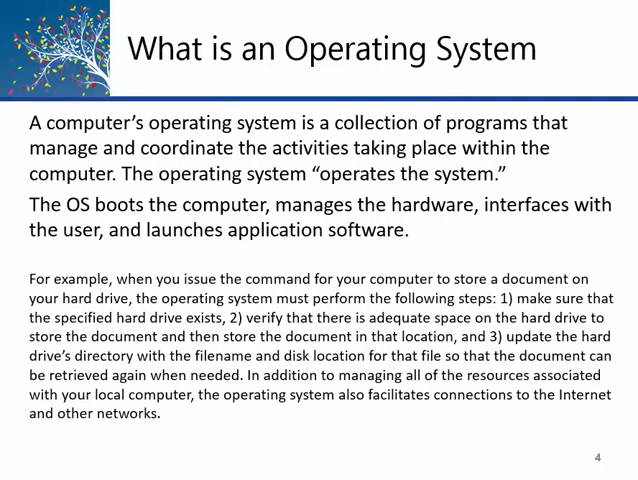 What is an Operating System
A computer’s operating system is a collection of programs that
manage and coordinate the activities taking place within the
computer. The operating system “operates the system.”
The OS boots the computer, manages the hardware, interfaces with
the user, and launches application software.
For example, when you issue the command for your computer to store a document on
your hard drive, the operating system must perform the following steps: 1) make sure that
the specified hard drive exists, 2) verify that there is adequate space on the hard drive to
store the document and then store the document in that location, and 3) update the hard
drive’s directory with the filename and disk location for that file so that the document can
be retrieved again when needed. In addition to managing all of the resources associated
with your local computer, the operating system also facilitates connections to the Internet
and other networks.
4